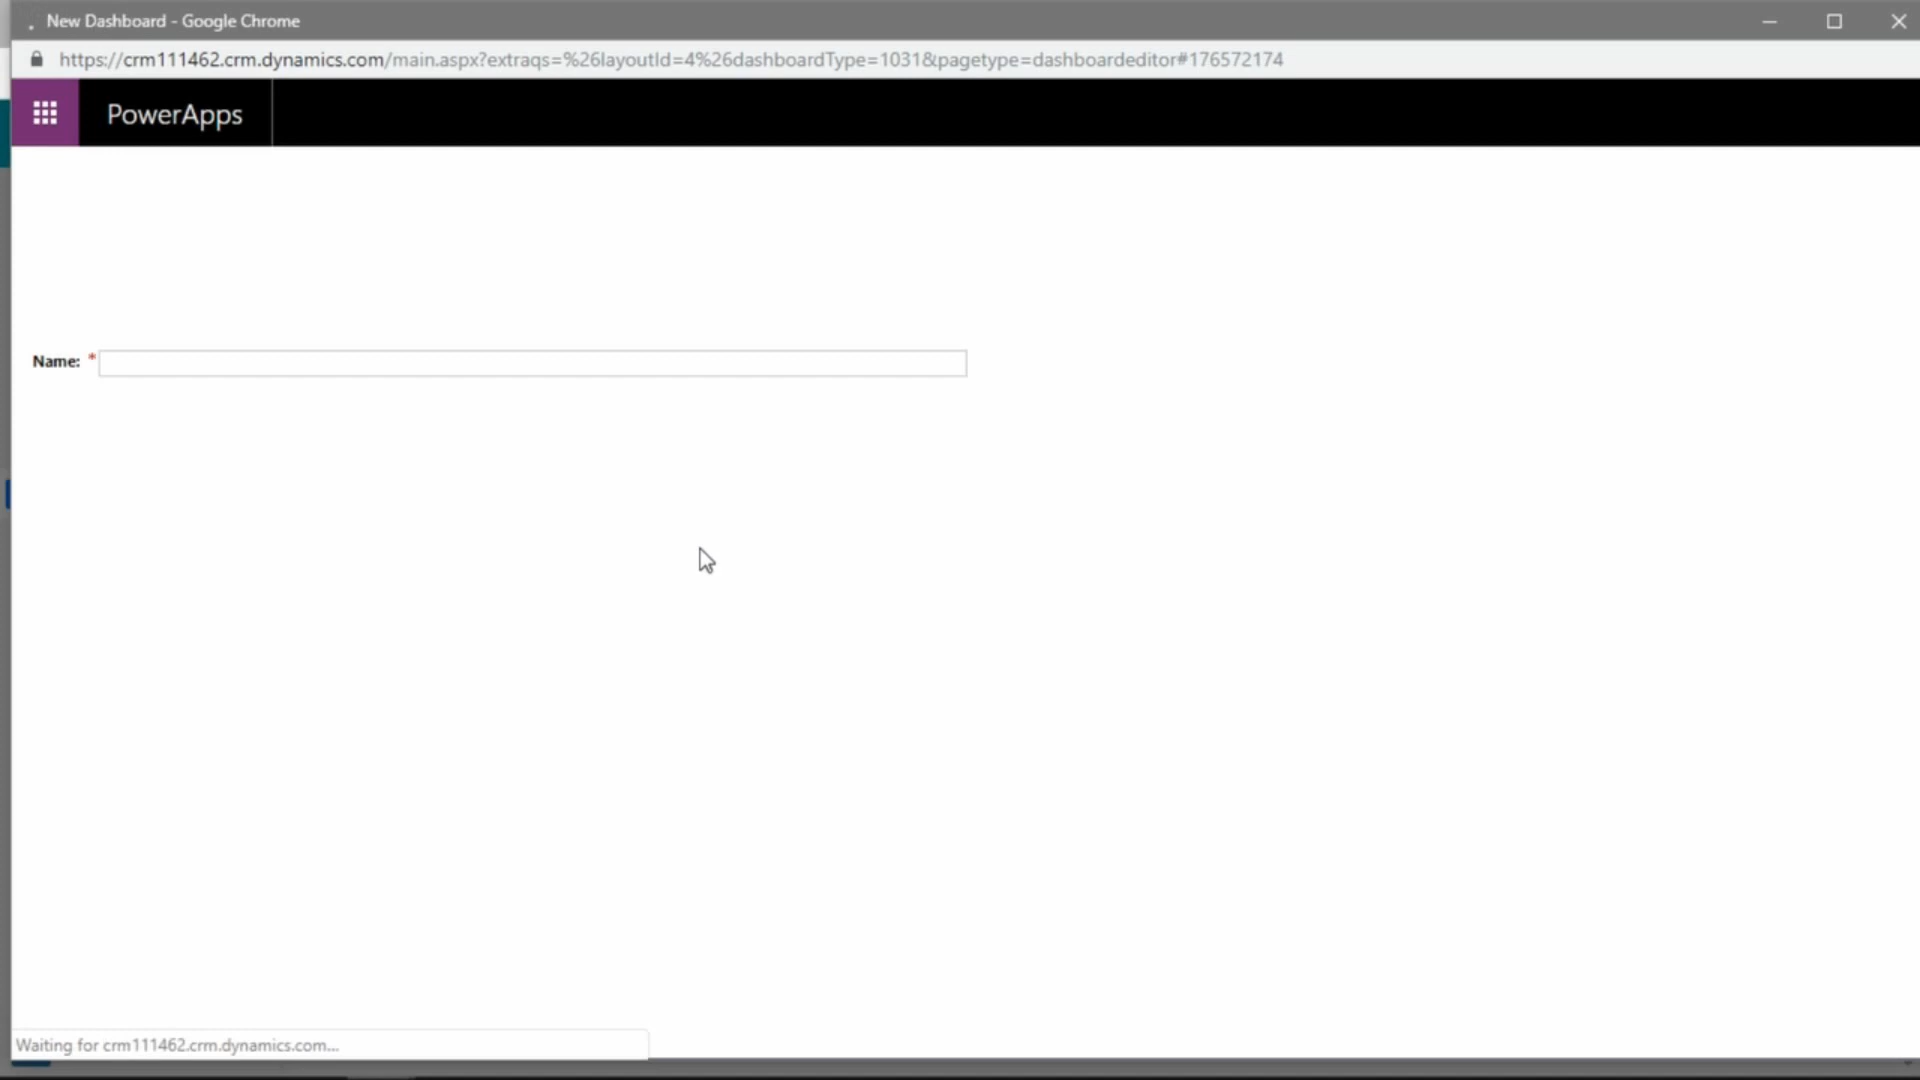 New Dashboard - Google Chrome
https://crm111462.crm.dynamics.com/main.aspx?extraqs=%26layoutId=4%26dashboardType=1031&pagetype=dashboardeditor#176572174
PowerApps
Name: *
Waiting for crm111462.crm.dynamics.com...